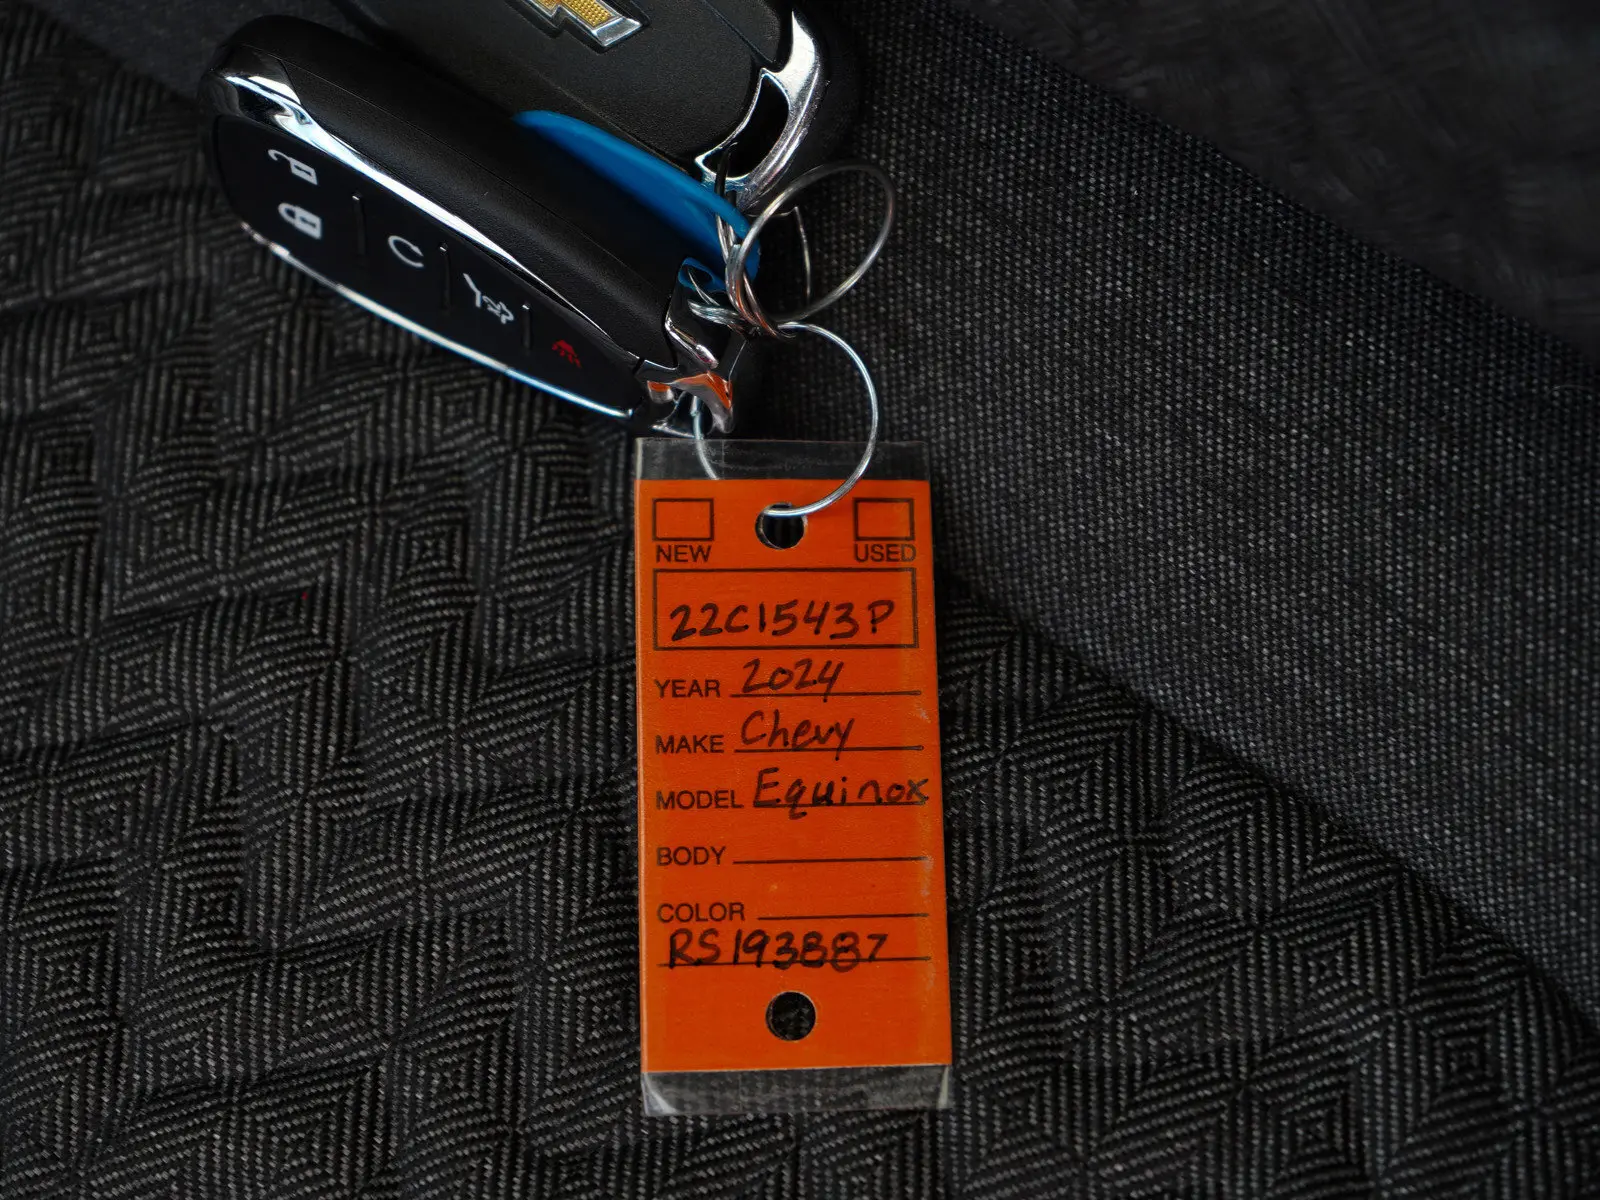 NEW USED
22C1543P
YEAR 2024
MAKE Chevy
MODEL Equinox
BODY
COLOR
RS193887